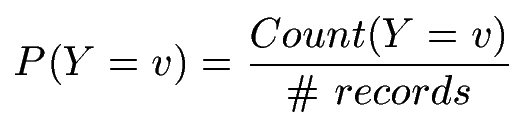 P(Y = v) = Count(Y = v) / # records